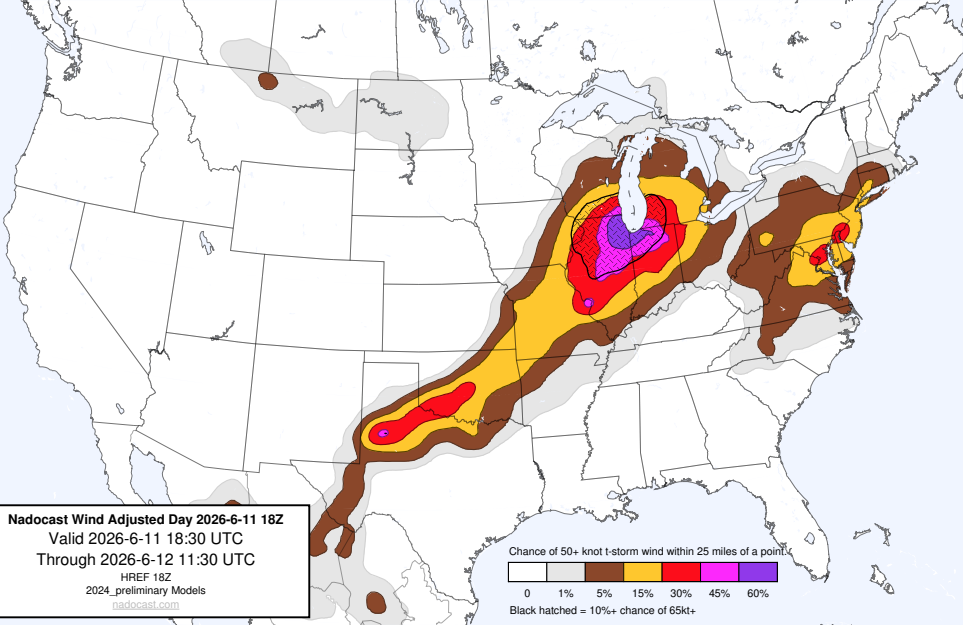 Nadocast Wind Adjusted Day 2026-6-11 18Z
Valid 2026-6-11 18:30 UTC
Through 2026-6-12 11:30 UTC
HREF 18Z
2024_preliminary Models
nadocast.com
Chance of 50+ knot t-storm wind within 25 miles of a point.
0 1% 5% 15% 30% 45% 60%
Black hatched = 10%+ chance of 65kt+